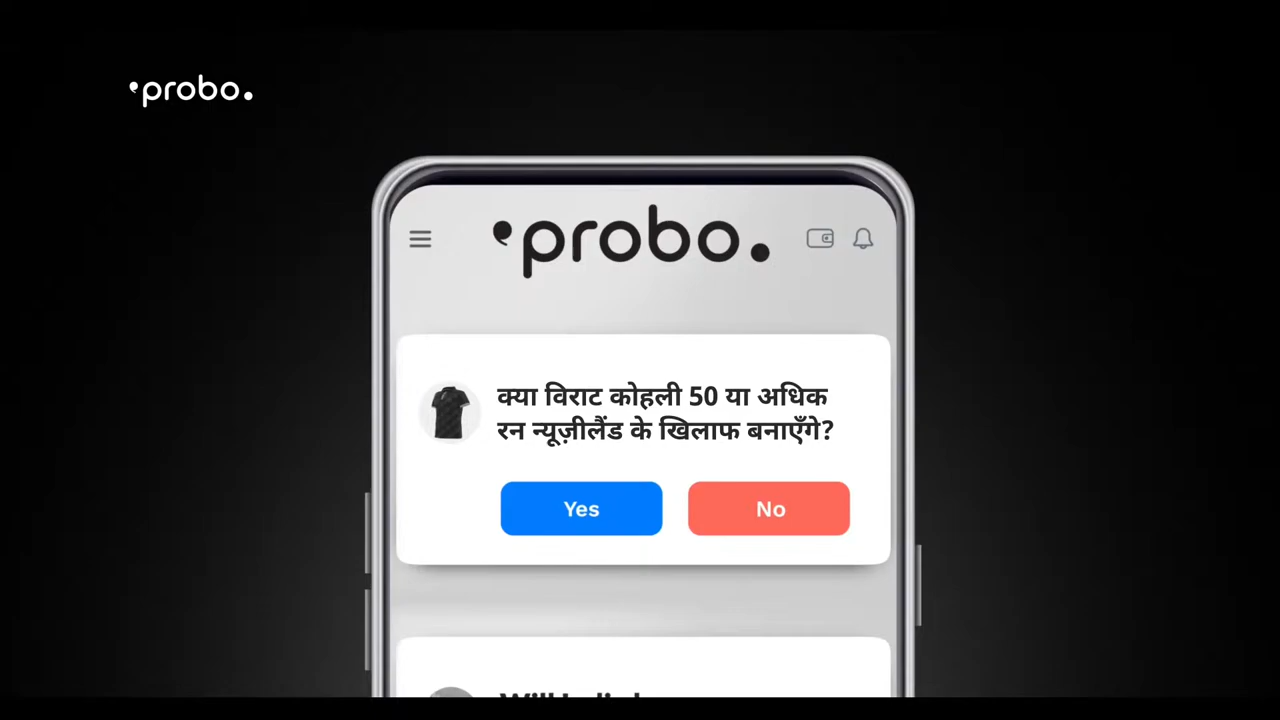 probo.
probo.
क्या विराट कोहली 50 या अधिक
रन न्यूज़ीलैंड के खिलाफ बनाएँगे?
Yes
No